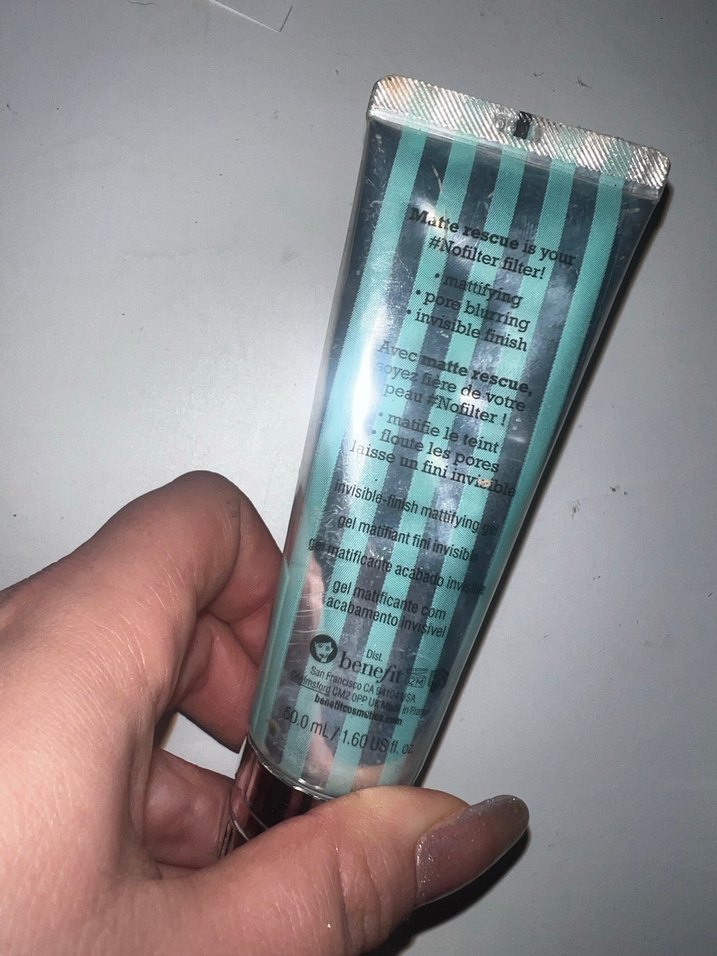 Matte rescue is your
#Nofilter filter!
• mattifying
• pore blurring
• invisible finish
Avec matte rescue,
soyez fière de votre
peau #Nofilter !
• matifie le teint
• floute les pores
laisse un fini invisible
invisible-finish mattifying gel
gel matifiant fini invisible
gel matificante acabado invisible
gel matificante com
acabamento invisível
Dist.
benefit
San Francisco CA 94104 USA
Chelmsford CM2 0PP UK Made in France
benefitcosmetics.com
50.0 mL / 1.60 US fl. oz.